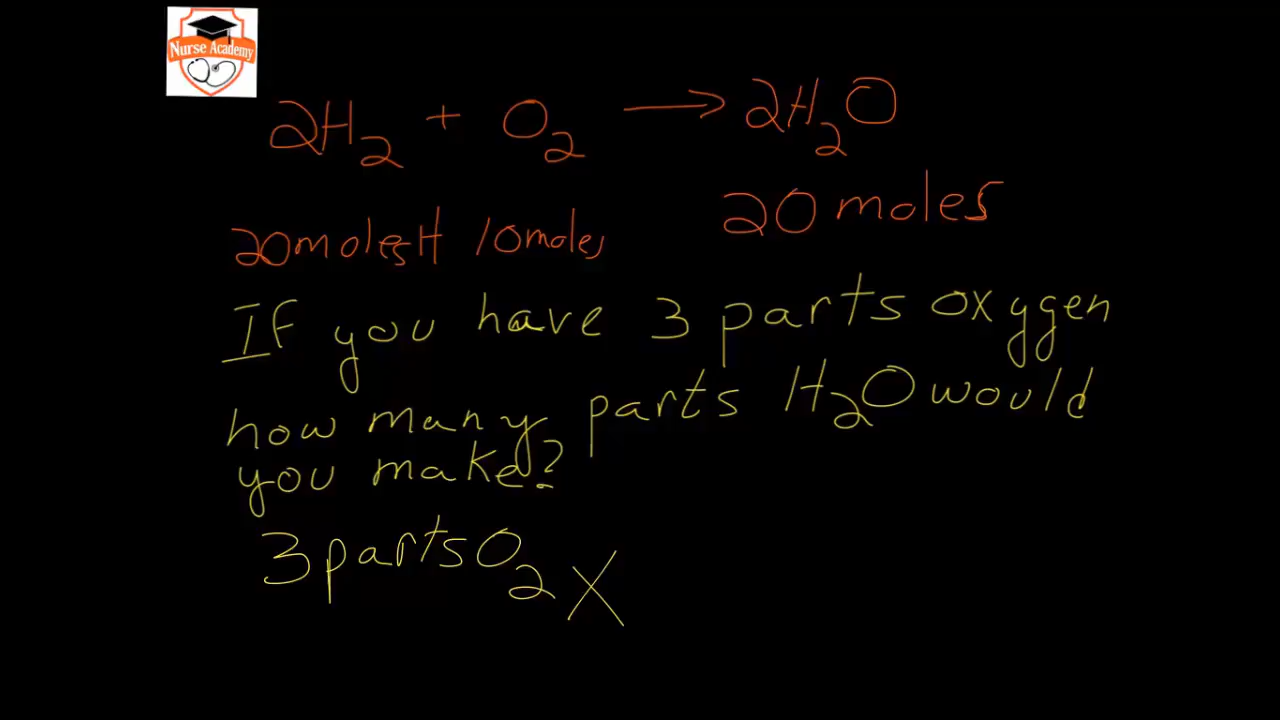 Nurse Academy
2H2 + O2 → 2H2O
20 moles
20molesH 10moles
If you have 3 parts oxygen
how many parts H2O would
you make?
3partsO2 X